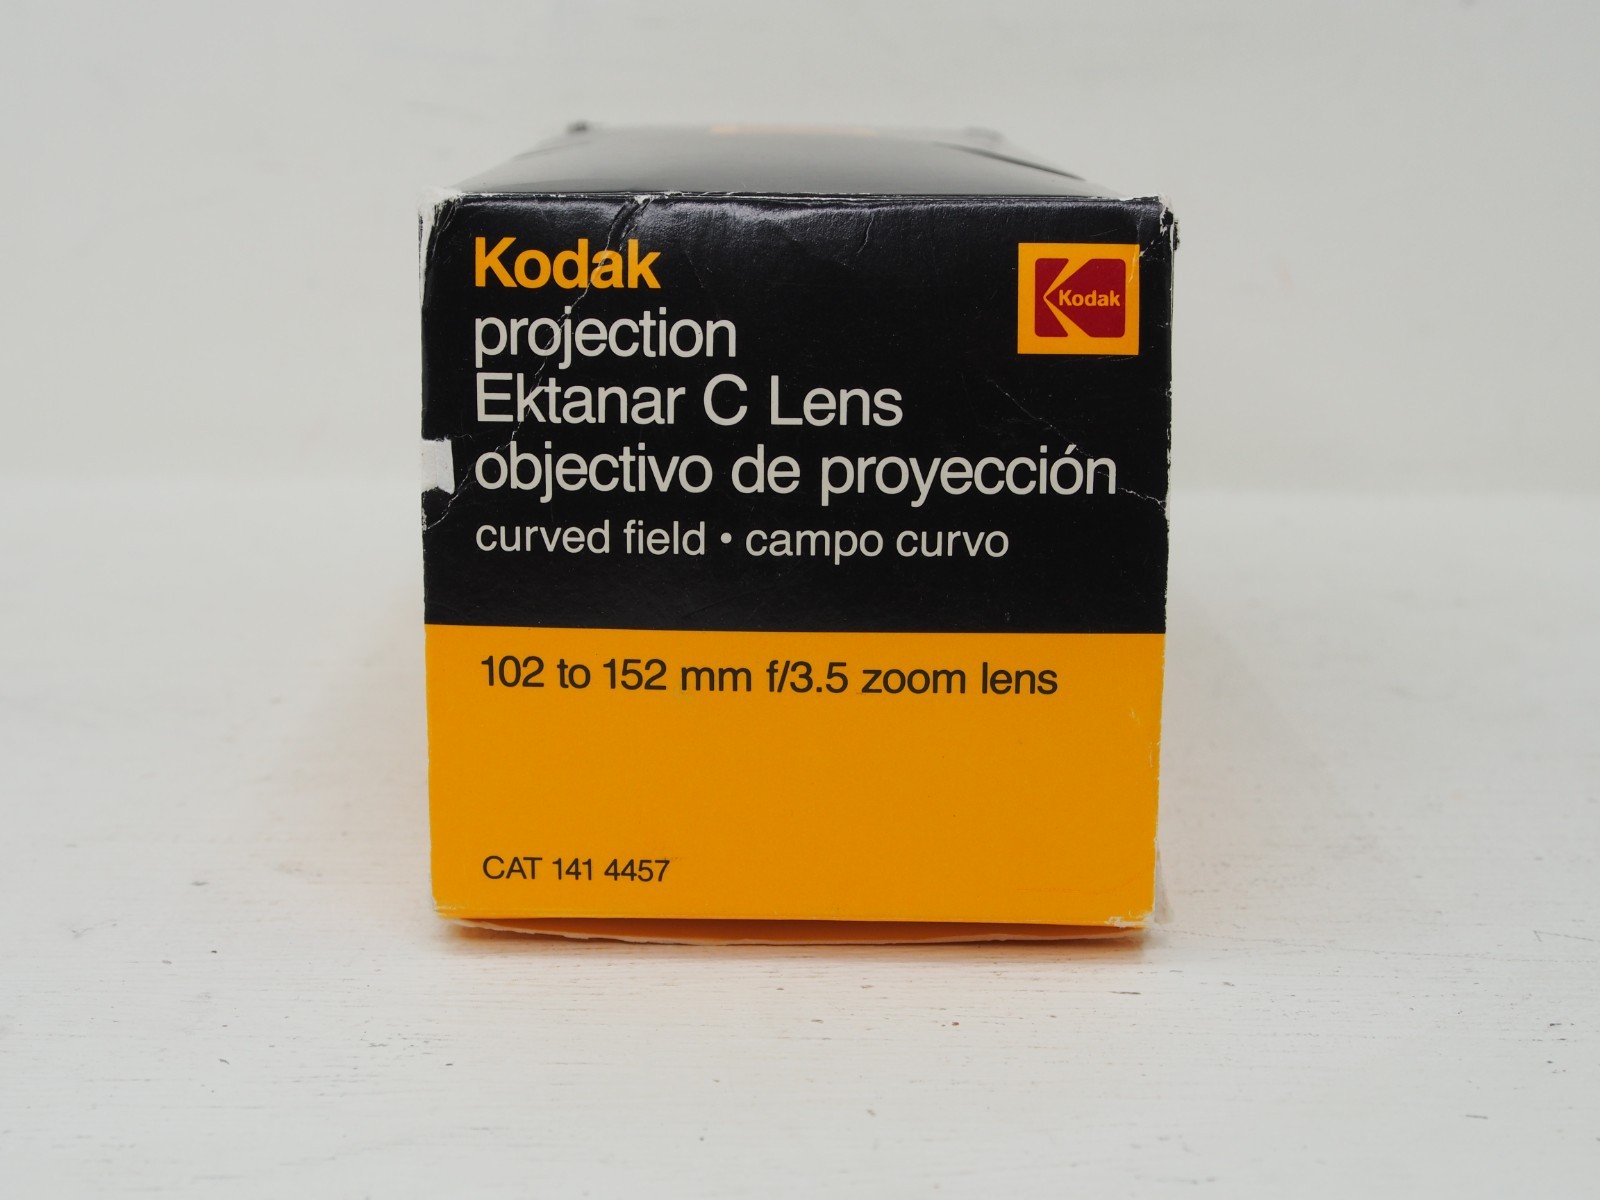 Kodak
Kodak
projection
Ektanar C Lens
objectivo de proyección
curved field • campo curvo
102 to 152 mm f/3.5 zoom lens
CAT 141 4457